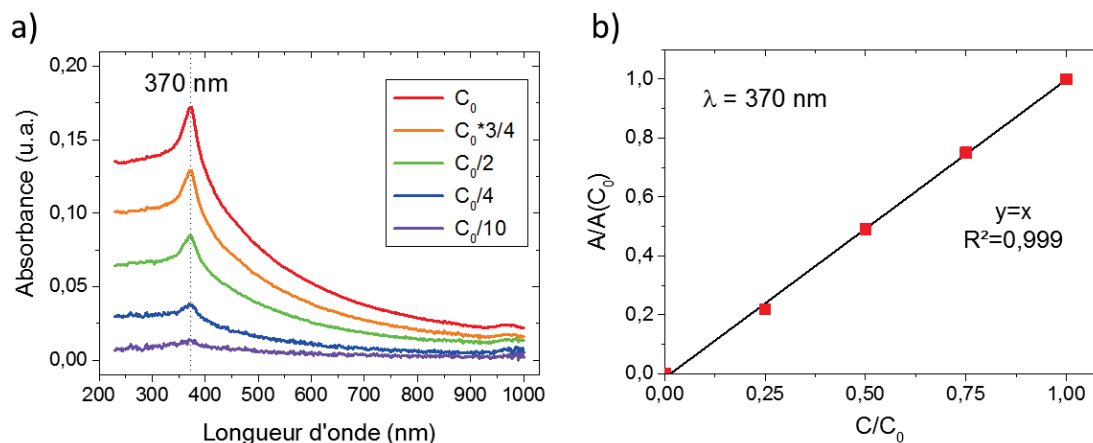 a)
0,20
0,15
0,10
0,05
0,00
Absorbance (u.a.)
370 nm
C₀
C₀*3/4
C₀/2
C₀/4
C₀/10
200 300 400 500 600 700 800 900 1000
Longueur d'onde (nm)
b)
1,0
0,8
0,6
0,4
0,2
0,0
A/A(C₀)
λ = 370 nm
y=x
R²=0,999
0,00 0,25 0,50 0,75 1,00
C/C₀